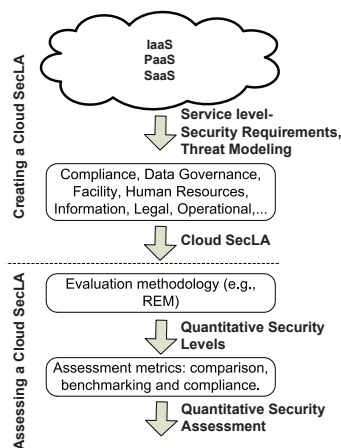 Creating a Cloud SecLA
IaaS
PaaS
SaaS
Service level-
Security Requirements,
Threat Modeling
Compliance, Data Governance,
Facility, Human Resources,
Information, Legal, Operational,...
Cloud SecLA
Assessing a Cloud SecLA
Evaluation methodology (e.g.,
REM)
Quantitative Security
Levels
Assessment metrics: comparison,
benchmarking and compliance.
Quantitative Security
Assessment